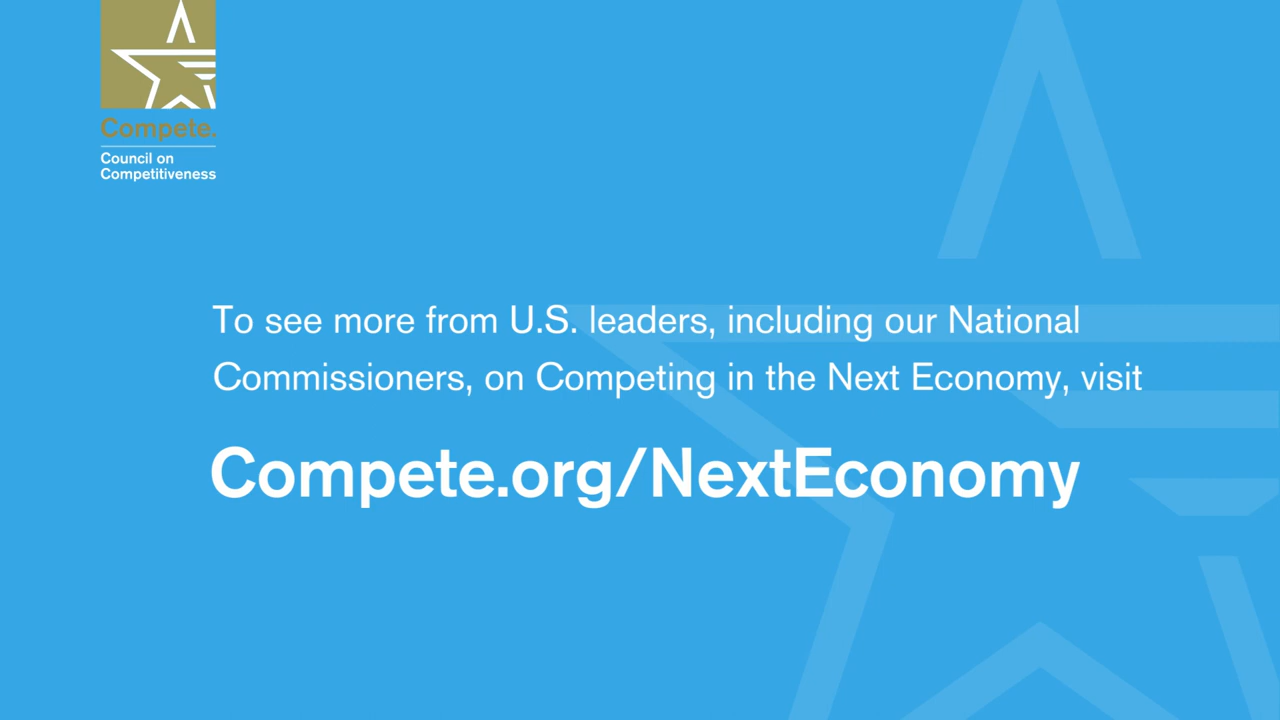 Compete.
Council on
Competitiveness
To see more from U.S. leaders, including our National
Commissioners, on Competing in the Next Economy, visit
Compete.org/NextEconomy